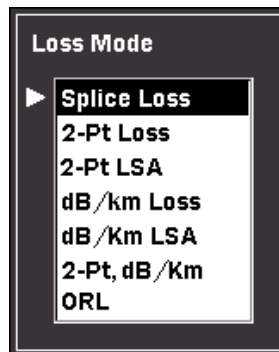 Loss Mode
Splice Loss
2-Pt Loss
2-Pt LSA
dB/km Loss
dB/Km LSA
2-Pt, dB/Km
ORL